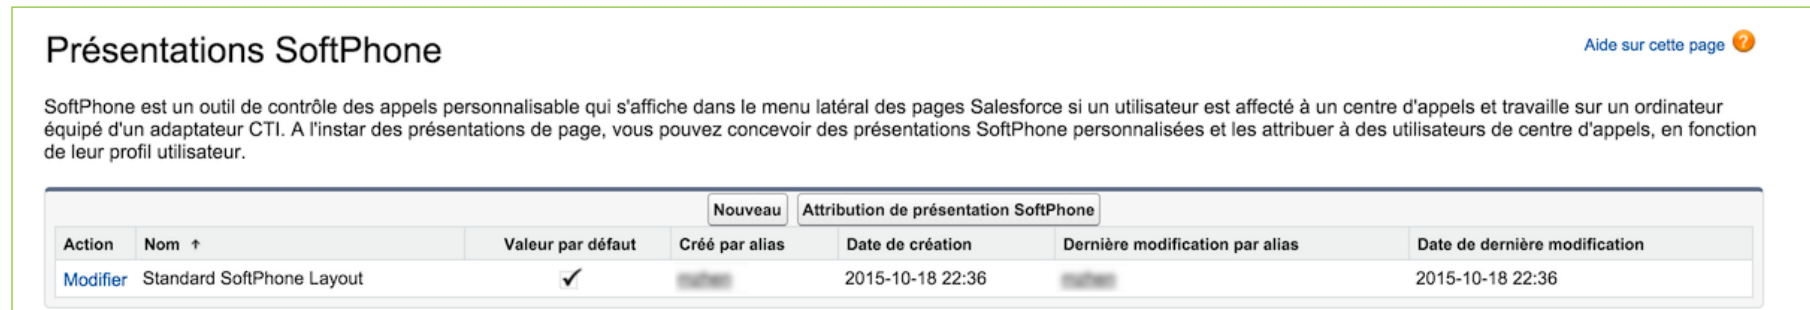 Présentations SoftPhone
Aide sur cette page ?
SoftPhone est un outil de contrôle des appels personnalisable qui s'affiche dans le menu latéral des pages Salesforce si un utilisateur est affecté à un centre d'appels et travaille sur un ordinateur
équipé d'un adaptateur CTI. A l'instar des présentations de page, vous pouvez concevoir des présentations SoftPhone personnalisées et les attribuer à des utilisateurs de centre d'appels, en fonction
de leur profil utilisateur.
Nouveau Attribution de présentation SoftPhone
Action Nom ↑ Valeur par défaut Créé par alias Date de création Dernière modification par alias Date de dernière modification
Modifier Standard SoftPhone Layout ✓ 2015-10-18 22:36 2015-10-18 22:36